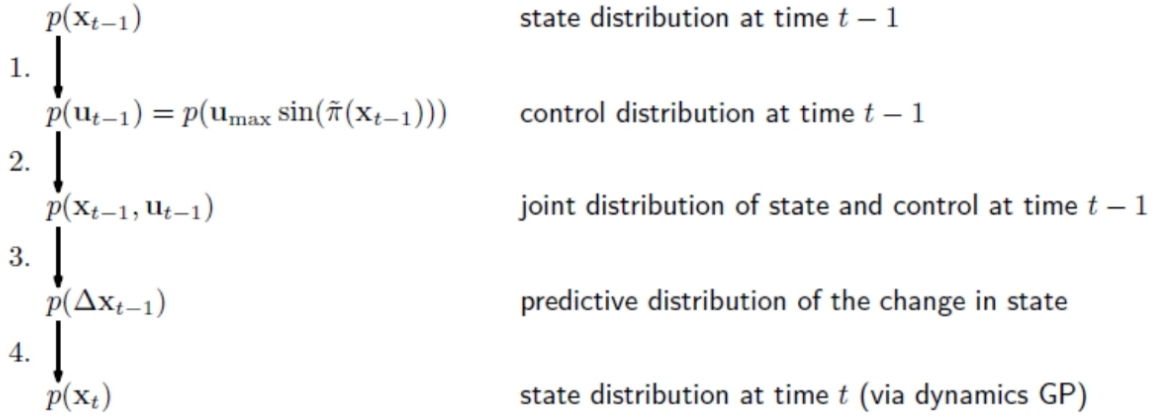 p(x_{t−1}) state distribution at time t − 1
1.
p(u_{t−1}) = p(u_max sin(π̃(x_{t−1}))) control distribution at time t − 1
2.
p(x_{t−1}, u_{t−1}) joint distribution of state and control at time t − 1
3.
p(Δx_{t−1}) predictive distribution of the change in state
4.
p(x_t) state distribution at time t (via dynamics GP)